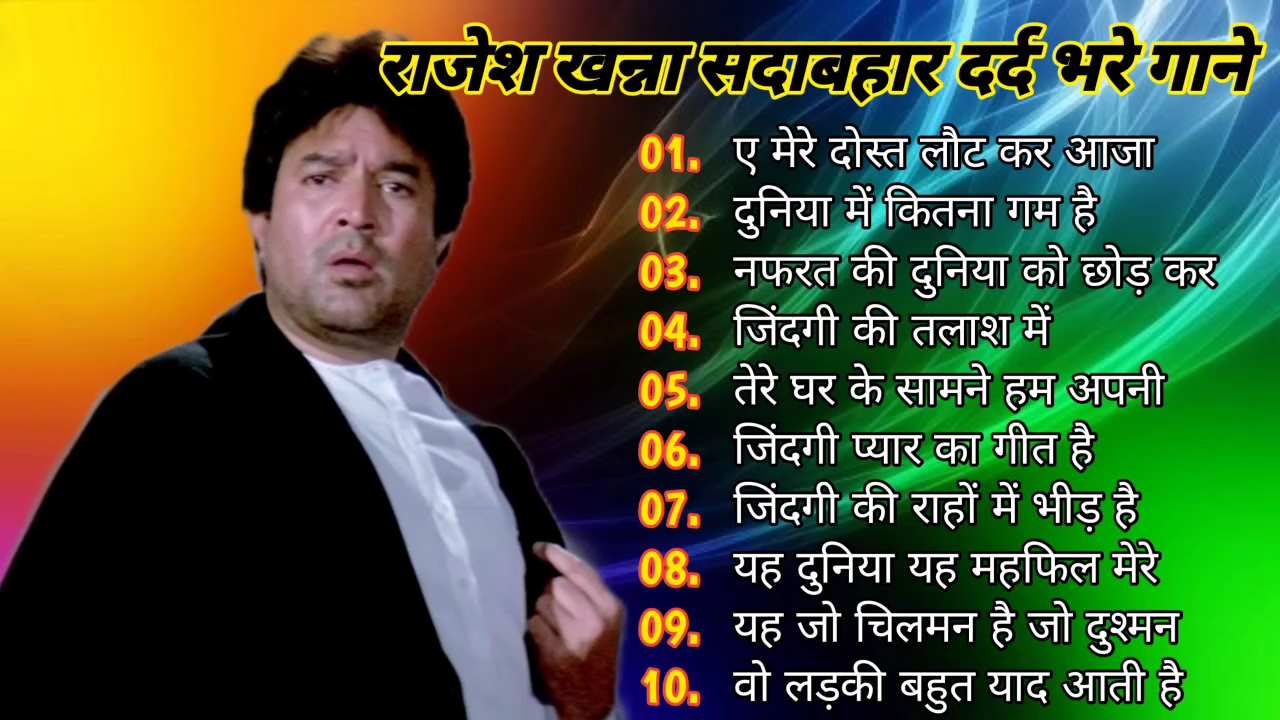 राजेश खन्ना सदाबहार दर्द भरे गाने
01. ए मेरे दोस्त लौट कर आजा
02. दुनिया में कितना गम है
03. नफरत की दुनिया को छोड़ कर
04. जिंदगी की तलाश में
05. तेरे घर के सामने हम अपनी
06. जिंदगी प्यार का गीत है
07. जिंदगी की राहों में भीड़ है
08. यह दुनिया यह महफिल मेरे
09. यह जो चिलमन है जो दुश्मन
10. वो लड़की बहुत याद आती है